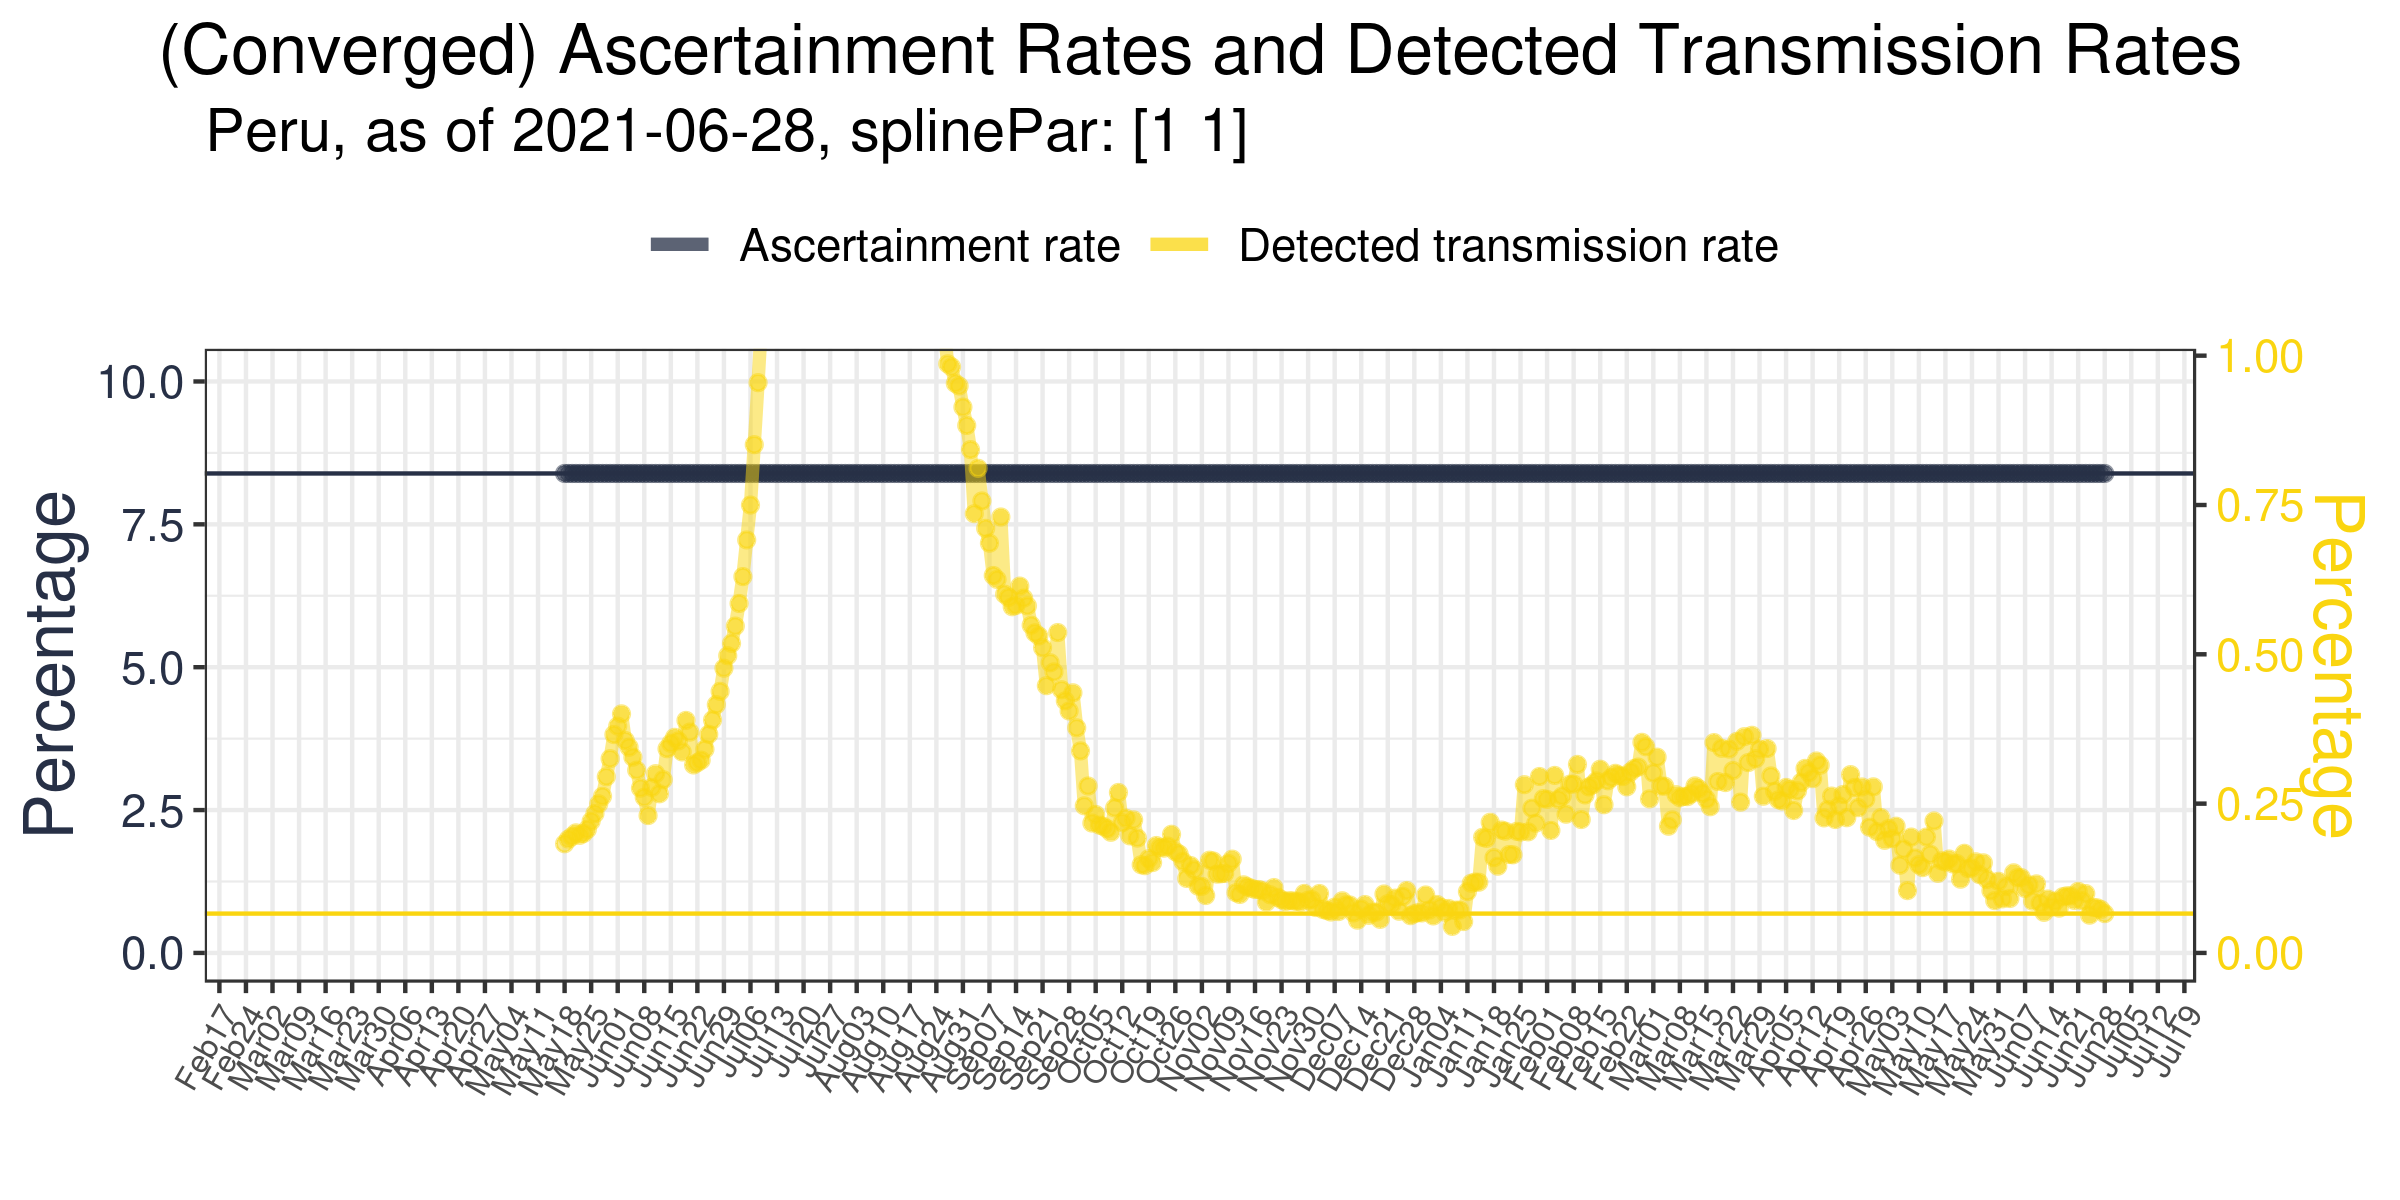 (Converged) Ascertainment Rates and Detected Transmission Rates
Peru, as of 2021-06-28, splinePar: [1 1]
Ascertainment rate Detected transmission rate
Percentage
10.0
7.5
5.0
2.5
0.0
1.00
0.75
0.50
0.25
0.00
Percentage
Feb17 Feb24 Mar02 Mar09 Mar16 Mar23 Mar30 Apr06 Apr13 Apr20 Apr27 May04 May11 May18 May25 Jun01 Jun08 Jun15 Jun22 Jun29 Jul06 Jul13 Jul20 Jul27 Aug03 Aug10 Aug17 Aug24 Aug31 Sep07 Sep14 Sep21 Sep28 Oct05 Oct12 Oct19 Oct26 Nov02 Nov09 Nov16 Nov23 Nov30 Dec07 Dec14 Dec21 Dec28 Jan04 Jan11 Jan18 Jan25 Feb01 Feb08 Feb15 Feb22 Mar01 Mar08 Mar15 Mar22 Mar29 Apr05 Apr12 Apr19 Apr26 May03 May10 May17 May24 May31 Jun07 Jun14 Jun21 Jun28 Jul05 Jul12 Jul19